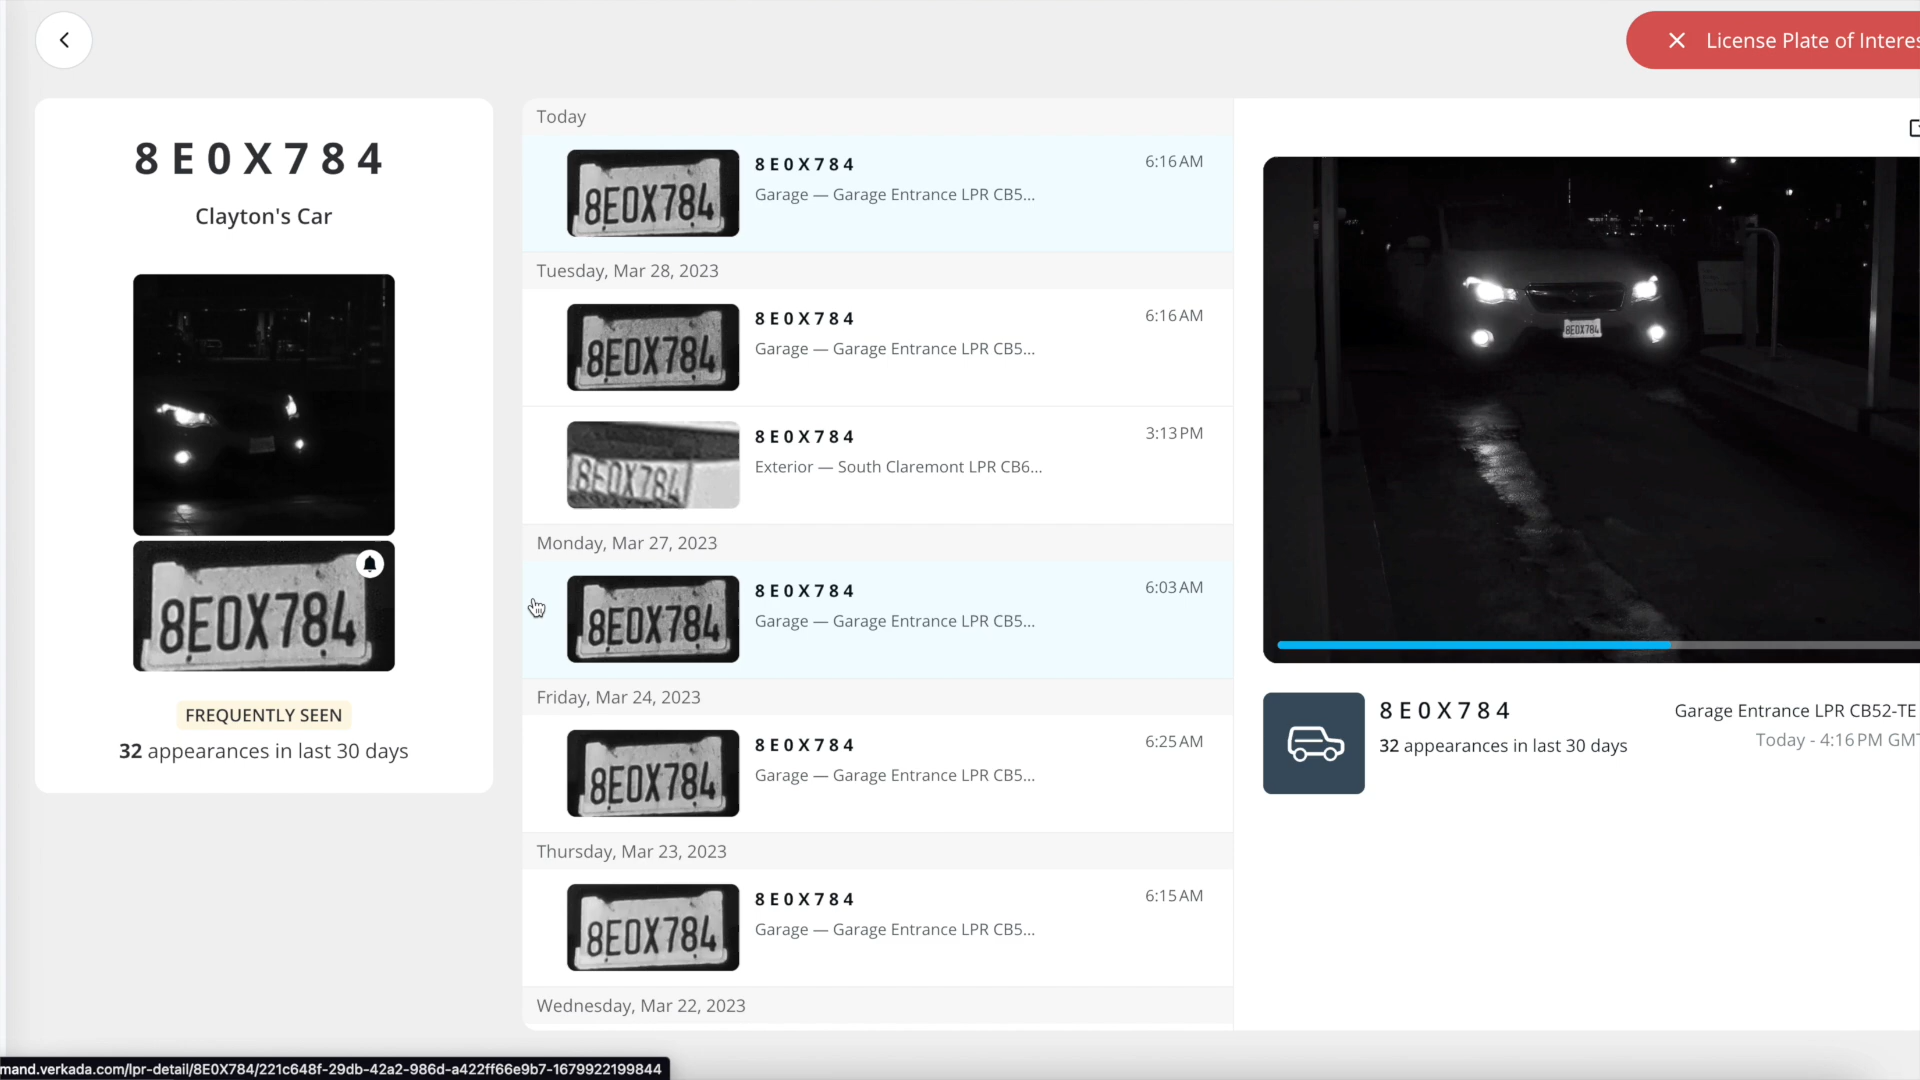 License Plate of Interes
8E0X784
Clayton's Car
8E0X784
FREQUENTLY SEEN
32 appearances in last 30 days
Today
8E0X784
8E0X784
6:16 AM
Garage — Garage Entrance LPR CB5...
Tuesday, Mar 28, 2023
8E0X784
8E0X784
6:16 AM
Garage — Garage Entrance LPR CB5...
8E0X784
8E0X784
3:13 PM
Exterior — South Claremont LPR CB6...
Monday, Mar 27, 2023
8E0X784
8E0X784
6:03 AM
Garage — Garage Entrance LPR CB5...
Friday, Mar 24, 2023
8E0X784
8E0X784
6:25 AM
Garage — Garage Entrance LPR CB5...
Thursday, Mar 23, 2023
8E0X784
8E0X784
6:15 AM
Garage — Garage Entrance LPR CB5...
Wednesday, Mar 22, 2023
8E0X784
8E0X784
32 appearances in last 30 days
Garage Entrance LPR CB52-TE
Today - 4:16 PM GMT
mand.verkada.com/lpr-detail/8E0X784/221c648f-29db-42a2-986d-a422ff66e9b7-1679922199844